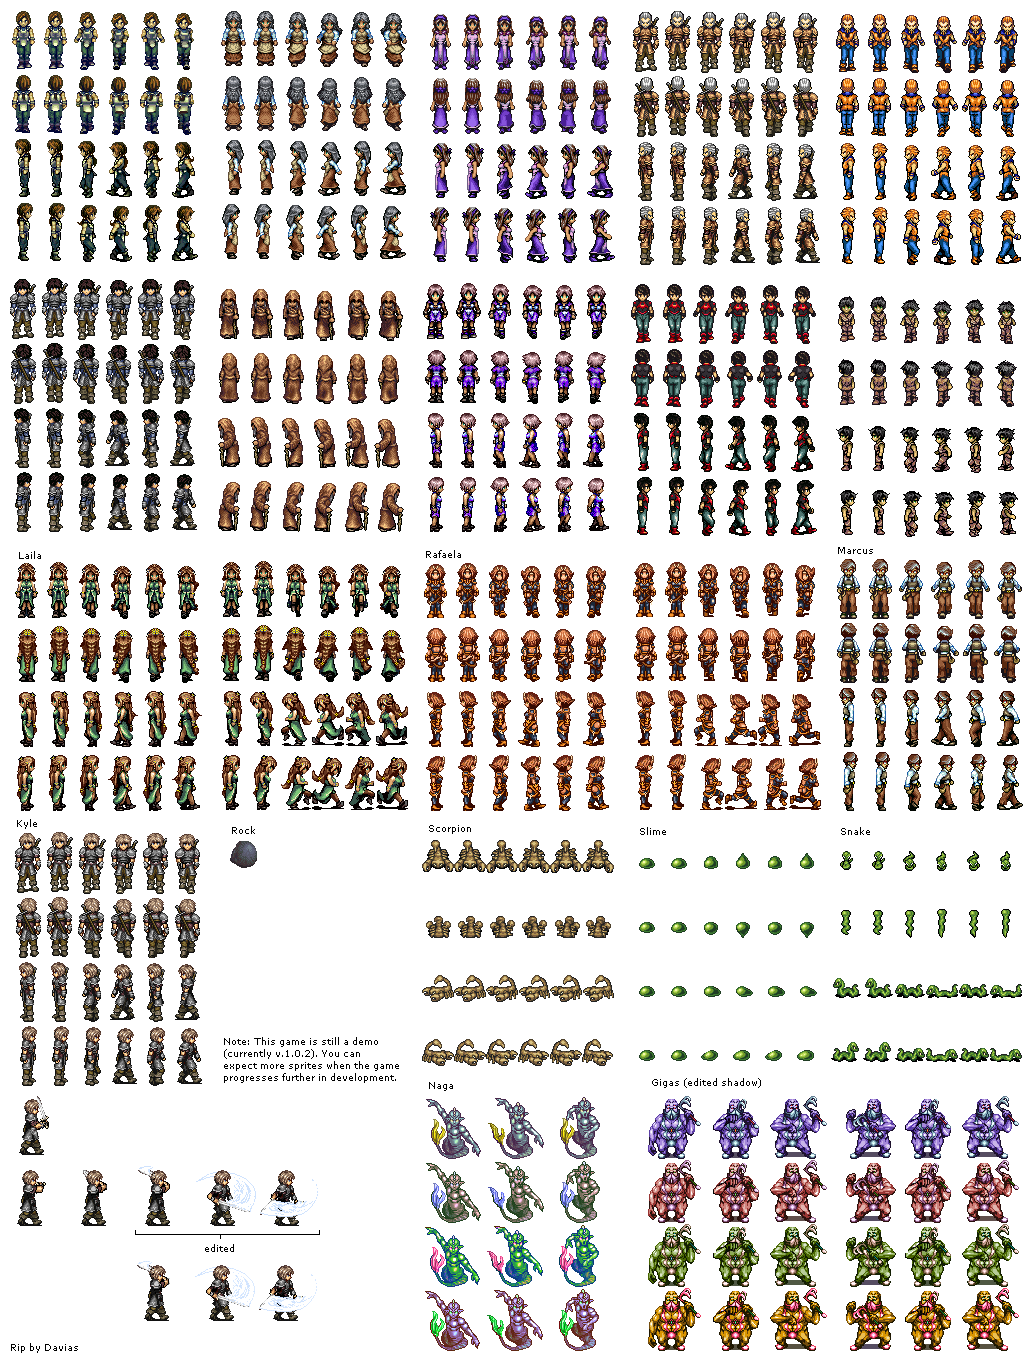 Laila
Rafaela
Marcus
Kyle
Rock
Scorpion
Slime
Snake
Note: This game is still a demo
(currently v.1.0.2). You can
expect more sprites when the game
progresses further in development.
Naga
Gigas (edited shadow)
edited
Rip by Davias